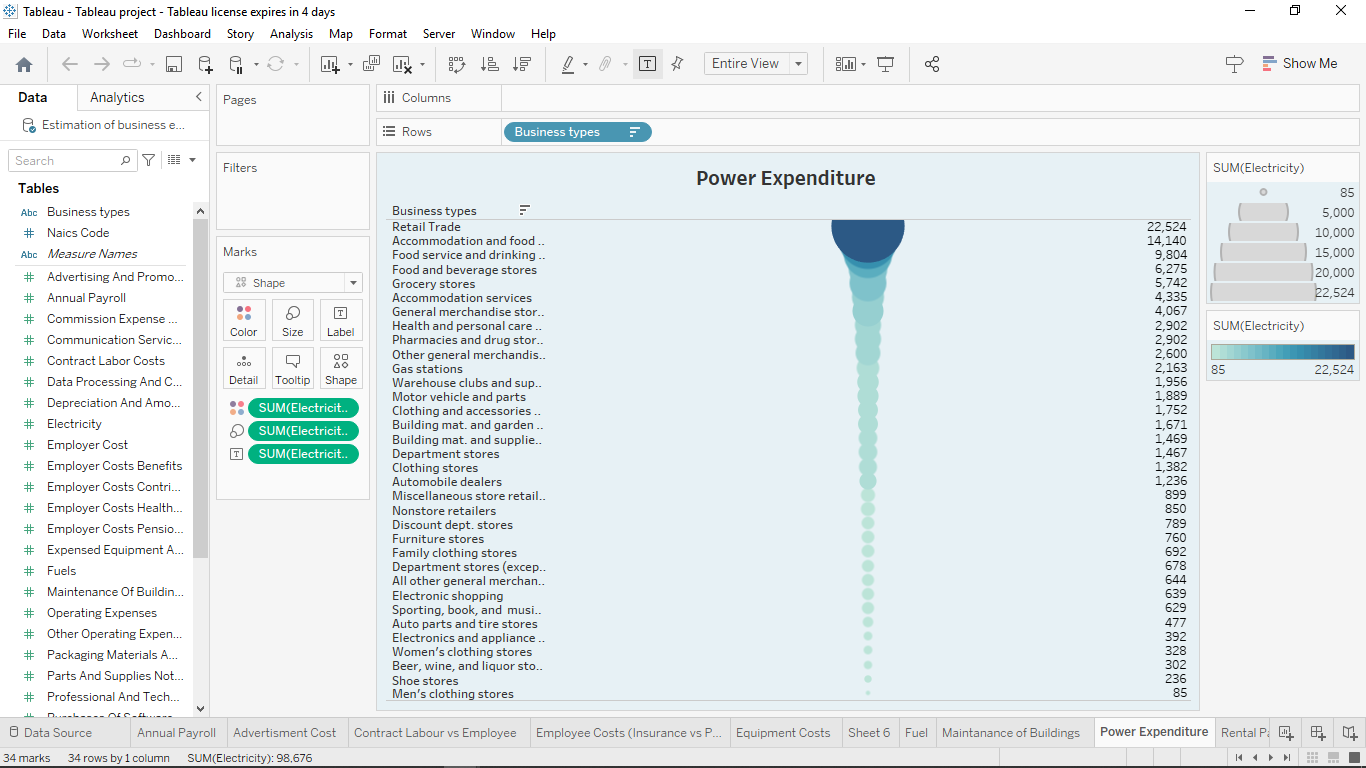 Tableau - Tableau project - Tableau license expires in 4 days
File Data Worksheet Dashboard Story Analysis Map Format Server Window Help
Entire View
Show Me
Data Analytics
Estimation of business e...
Search
Tables
Abc Business types
# Naics Code
Abc Measure Names
# Advertising And Promo...
# Annual Payroll
# Commission Expense ...
# Communication Servic...
# Contract Labor Costs
# Data Processing And C...
# Depreciation And Amo...
# Electricity
# Employer Cost
# Employer Costs Benefits
# Employer Costs Contri...
# Employer Costs Health...
# Employer Costs Pensio...
# Expensed Equipment A...
# Fuels
# Maintenance Of Buildin...
# Operating Expenses
# Other Operating Expen...
# Packaging Materials A...
# Parts And Supplies Not...
# Professional And Tech...
Pages
Filters
Marks
Shape
Color Size Label
Detail Tooltip Shape
SUM(Electricit..
SUM(Electricit..
SUM(Electricit..
Columns
Rows Business types
Power Expenditure
Business types
Retail Trade 22,524
Accommodation and food .. 14,140
Food service and drinking .. 9,804
Food and beverage stores 6,275
Grocery stores 5,742
Accommodation services 4,335
General merchandise stor.. 4,067
Health and personal care .. 2,902
Pharmacies and drug stor.. 2,902
Other general merchandis.. 2,600
Gas stations 2,163
Warehouse clubs and sup.. 1,956
Motor vehicle and parts 1,889
Clothing and accessories .. 1,752
Building mat. and garden .. 1,671
Building mat. and supplie.. 1,469
Department stores 1,467
Clothing stores 1,382
Automobile dealers 1,236
Miscellaneous store retail.. 899
Nonstore retailers 850
Discount dept. stores 789
Furniture stores 760
Family clothing stores 692
Department stores (excep.. 678
All other general merchan.. 644
Electronic shopping 639
Sporting, book, and musi.. 629
Auto parts and tire stores 477
Electronics and appliance .. 392
Women's clothing stores 328
Beer, wine, and liquor sto.. 302
Shoe stores 236
Men's clothing stores 85
SUM(Electricity)
85
5,000
10,000
15,000
20,000
22,524
SUM(Electricity)
85 22,524
Data Source Annual Payroll Advertisment Cost Contract Labour vs Employee Employee Costs (Insurance vs P... Equipment Costs Sheet 6 Fuel Maintanance of Buildings Power Expenditure Rental Pa
34 marks 34 rows by 1 column SUM(Electricity): 98,676